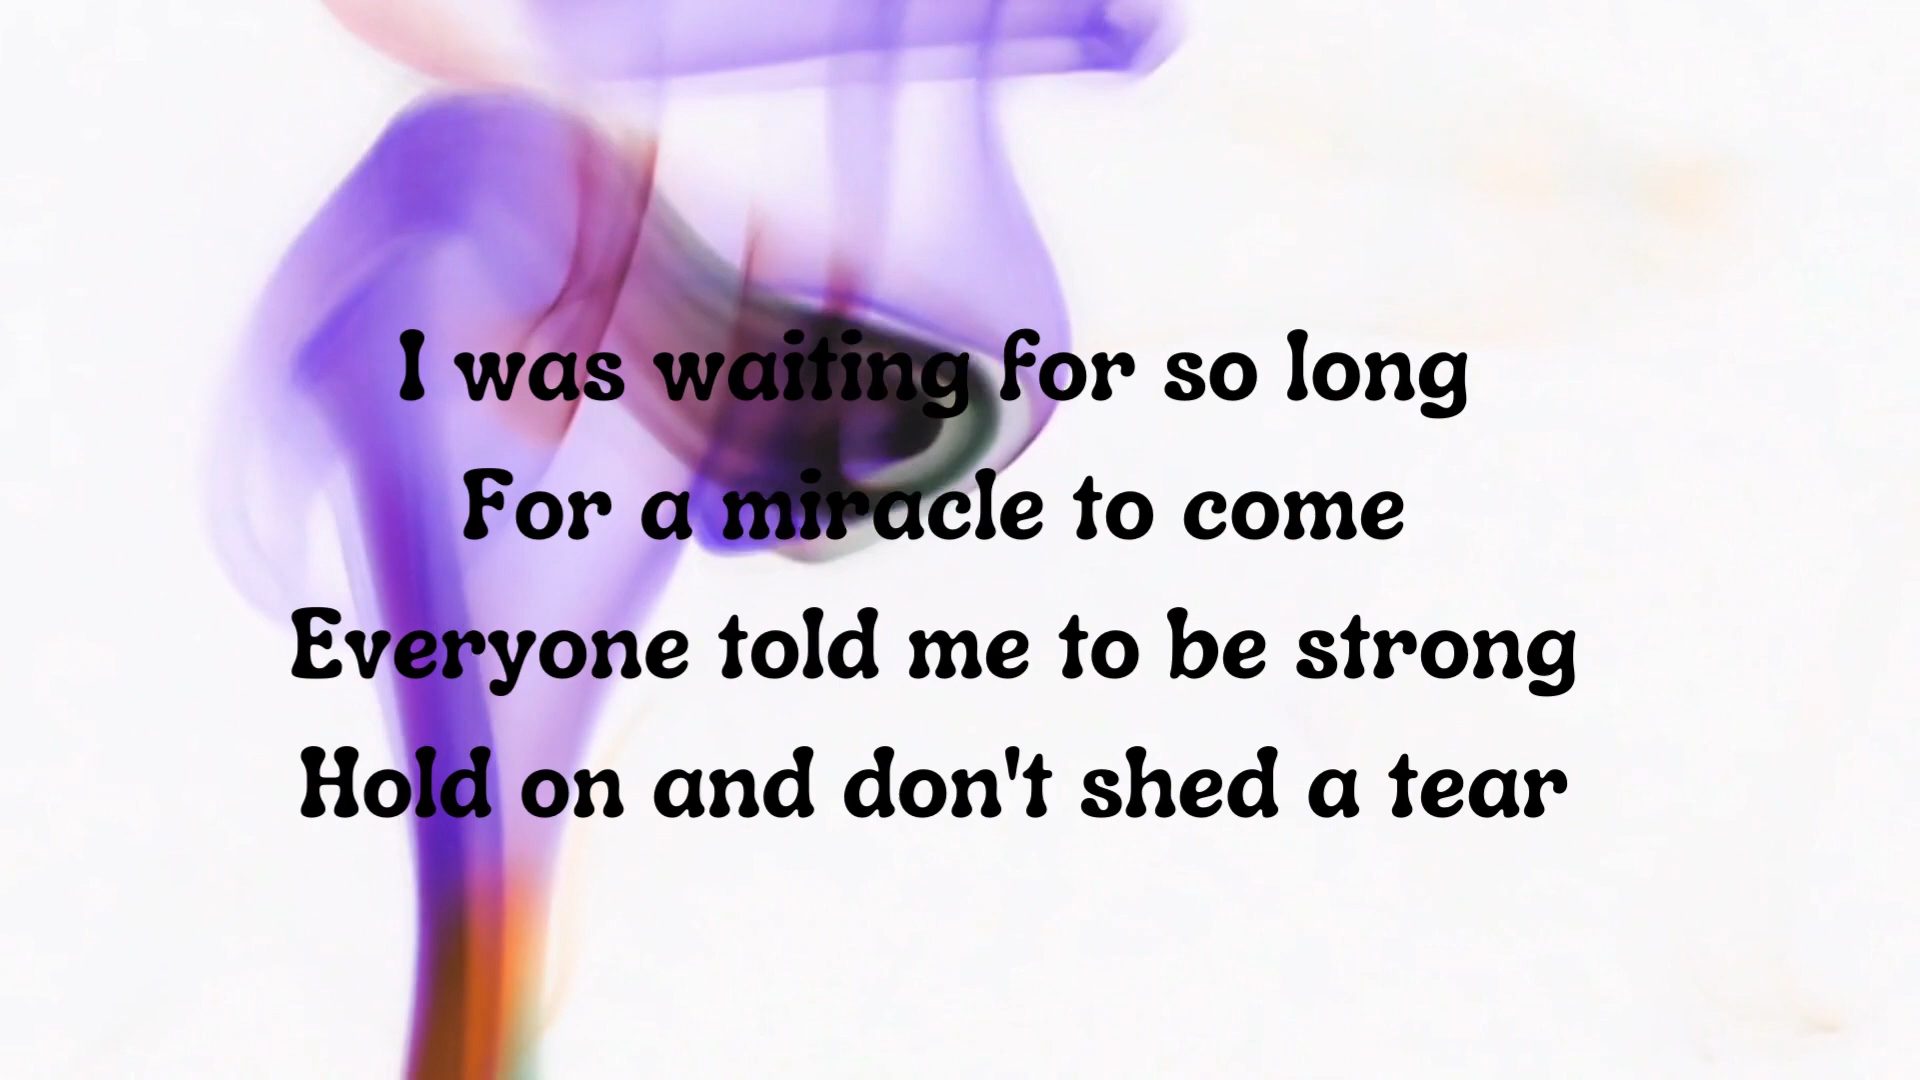 I was waiting for so long
For a miracle to come
Everyone told me to be strong
Hold on and don't shed a tear